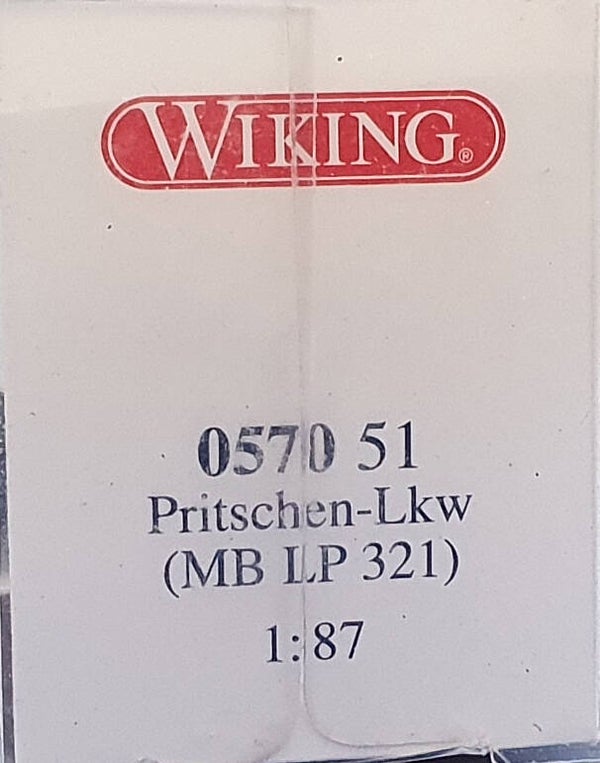 WIKING®
0570 51
Pritschen-Lkw
(MB LP 321)
1:87